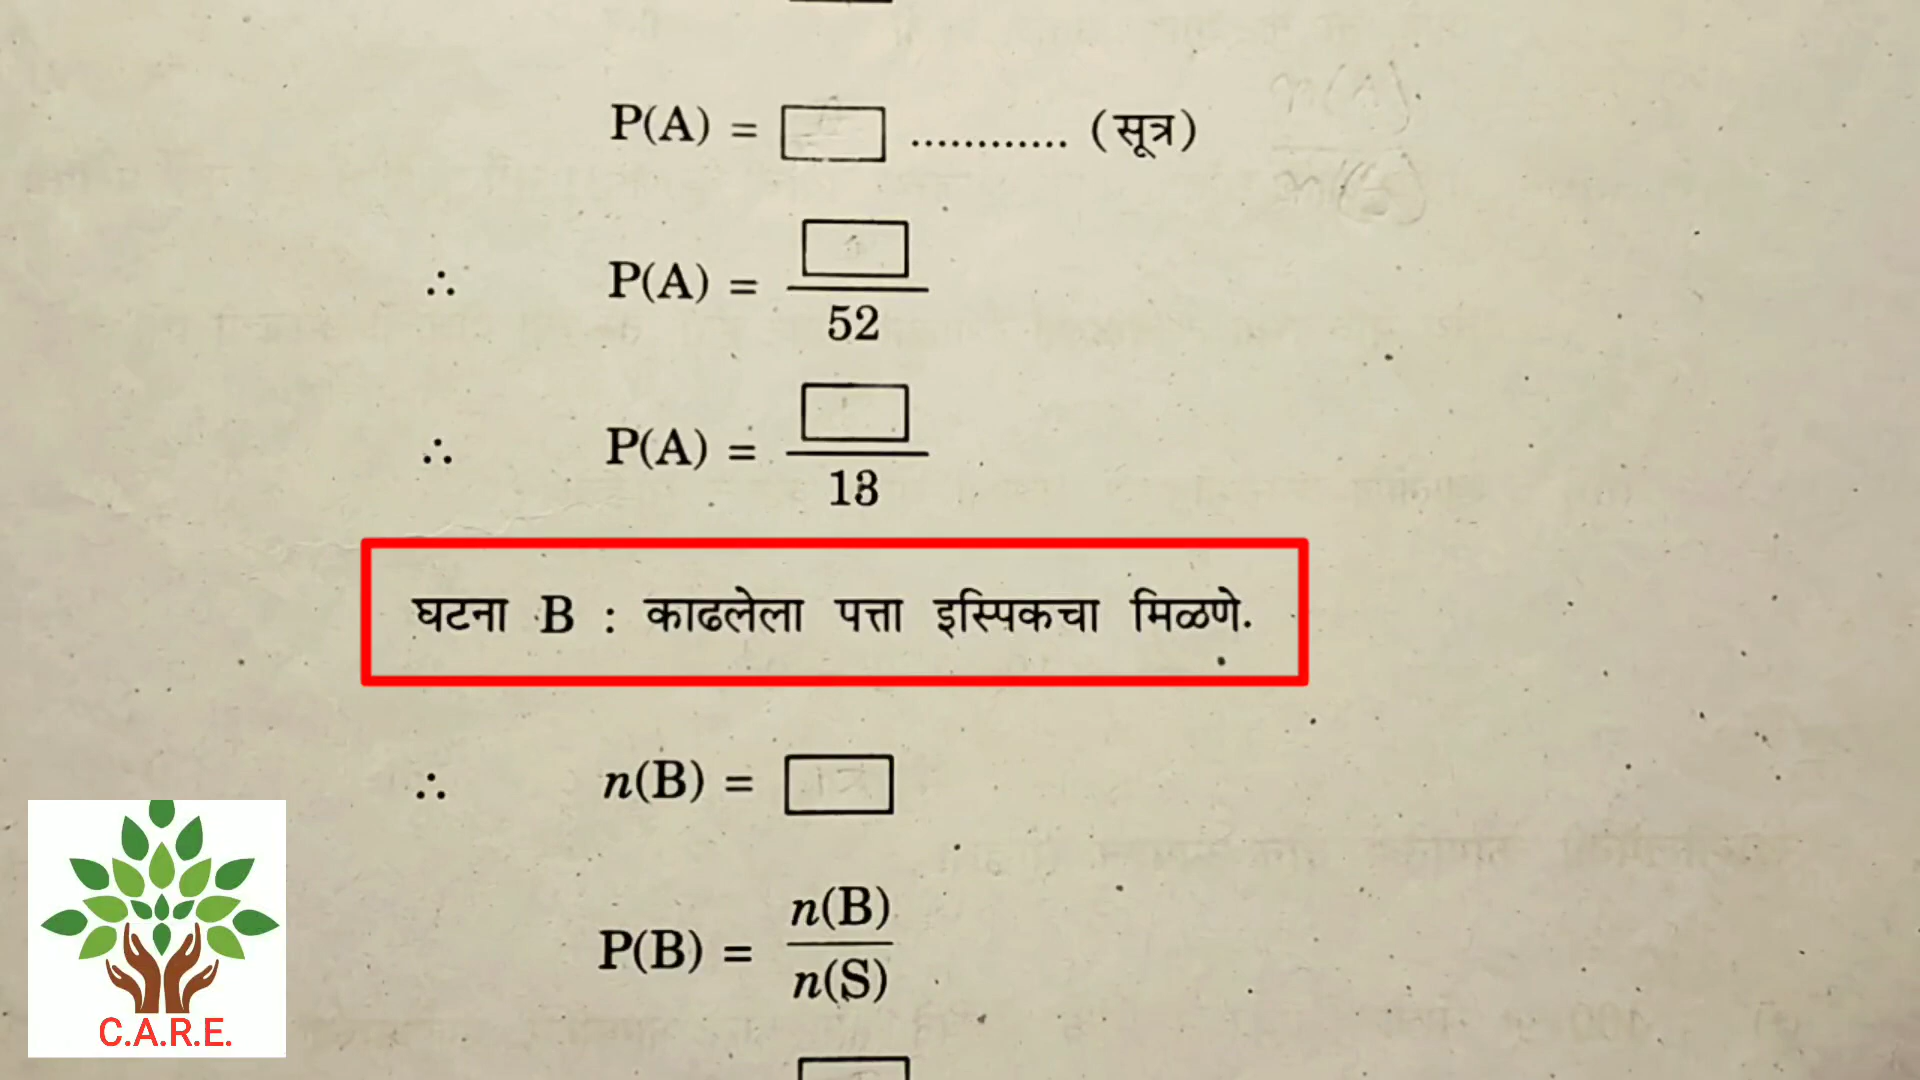 P(A) = ............ (सूत्र)
∴ P(A) = 52
∴ P(A) = 13
घटना B : काढलेला पत्ता इस्पिकचा मिळणे.
∴ n(B) =
P(B) = n(B)
n(S)
C.A.R.E.